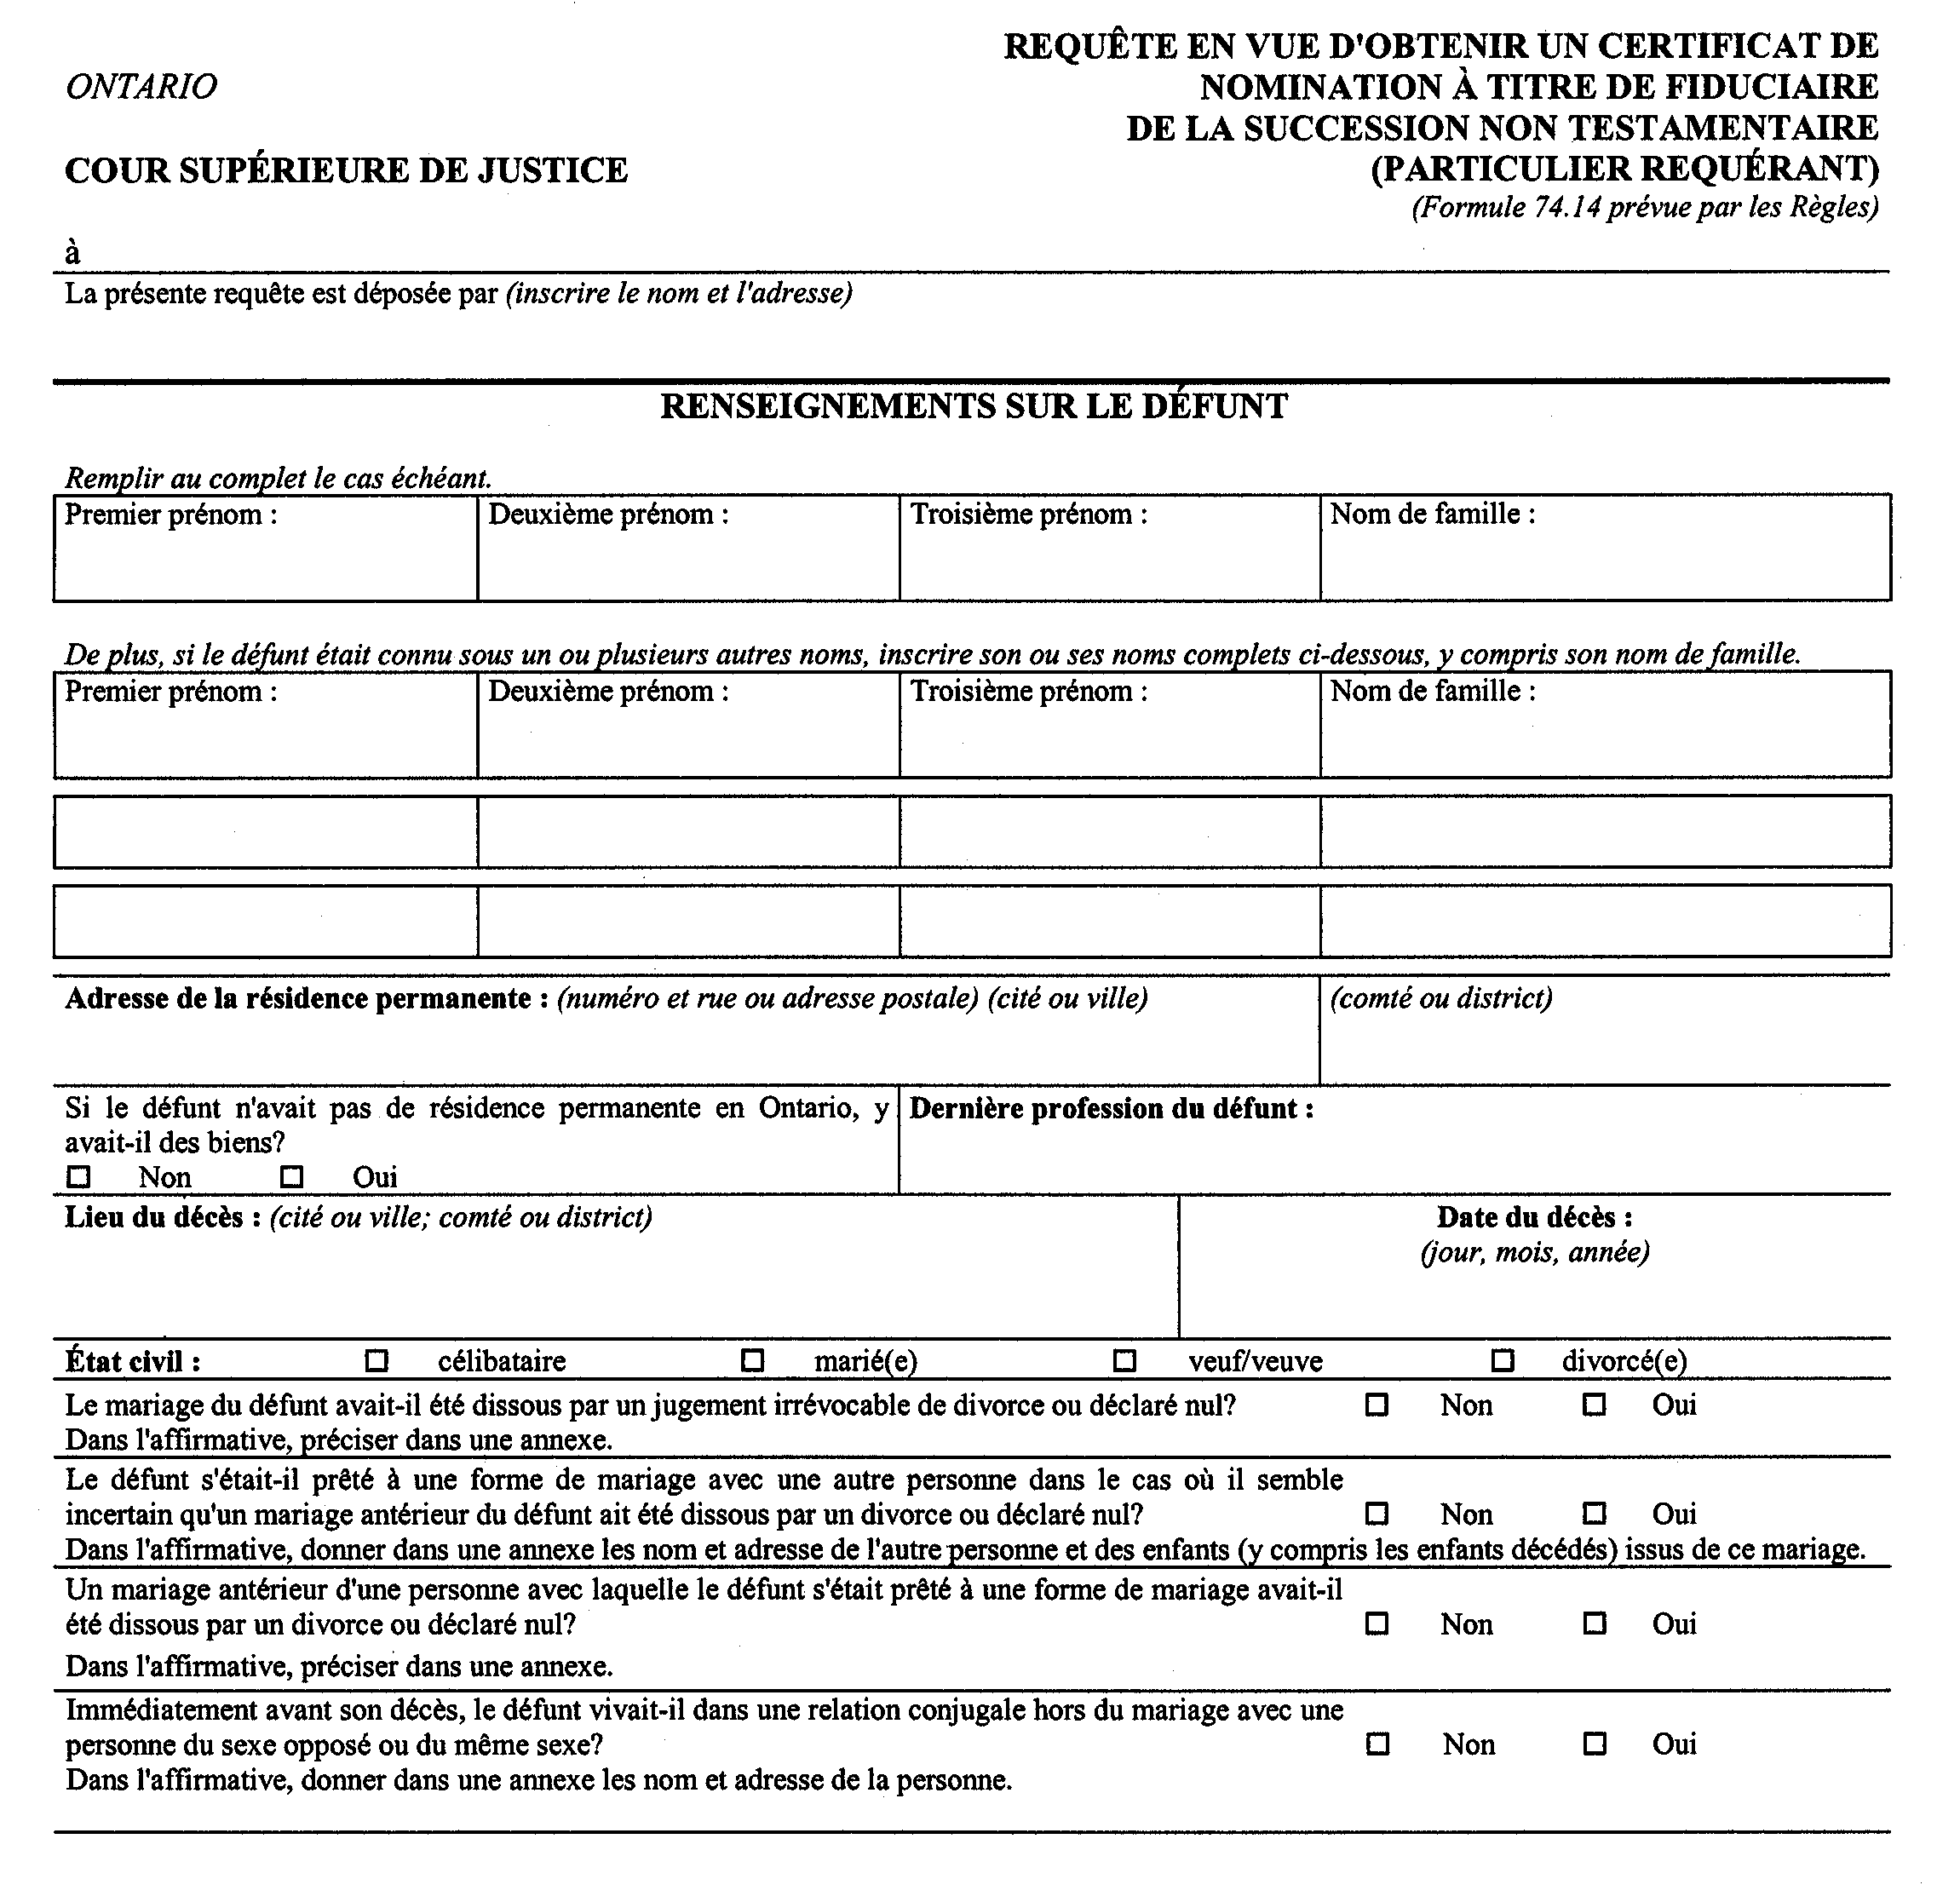 ONTARIO
COUR SUPÉRIEURE DE JUSTICE
à
REQUÊTE EN VUE D'OBTENIR UN CERTIFICAT DE
NOMINATION À TITRE DE FIDUCIAIRE
DE LA SUCCESSION NON TESTAMENTAIRE
(PARTICULIER REQUÉRANT)
(Formule 74.14 prévue par les Règles)
La présente requête est déposée par (inscrire le nom et l'adresse)
RENSEIGNEMENTS SUR LE DÉFUNT
Remplir au complet le cas échéant.
Premier prénom : Deuxième prénom : Troisième prénom : Nom de famille :
De plus, si le défunt était connu sous un ou plusieurs autres noms, inscrire son ou ses noms complets ci-dessous, y compris son nom de famille.
Premier prénom : Deuxième prénom : Troisième prénom : Nom de famille :
Adresse de la résidence permanente : (numéro et rue ou adresse postale) (cité ou ville) (comté ou district)
Si le défunt n'avait pas de résidence permanente en Ontario, y
avait-il des biens?
☐ Non ☐ Oui
Dernière profession du défunt :
Lieu du décès : (cité ou ville; comté ou district)
Date du décès :
(jour, mois, année)
État civil : ☐ célibataire ☐ marié(e) ☐ veuf/veuve ☐ divorcé(e)
Le mariage du défunt avait-il été dissous par un jugement irrévocable de divorce ou déclaré nul? ☐ Non ☐ Oui
Dans l'affirmative, préciser dans une annexe.
Le défunt s'était-il prêté à une forme de mariage avec une autre personne dans le cas où il semble
incertain qu'un mariage antérieur du défunt ait été dissous par un divorce ou déclaré nul? ☐ Non ☐ Oui
Dans l'affirmative, donner dans une annexe les nom et adresse de l'autre personne et des enfants (y compris les enfants décédés) issus de ce mariage.
Un mariage antérieur d'une personne avec laquelle le défunt s'était prêté à une forme de mariage avait-il
été dissous par un divorce ou déclaré nul? ☐ Non ☐ Oui
Dans l'affirmative, préciser dans une annexe.
Immédiatement avant son décès, le défunt vivait-il dans une relation conjugale hors du mariage avec une
personne du sexe opposé ou du même sexe? ☐ Non ☐ Oui
Dans l'affirmative, donner dans une annexe les nom et adresse de la personne.